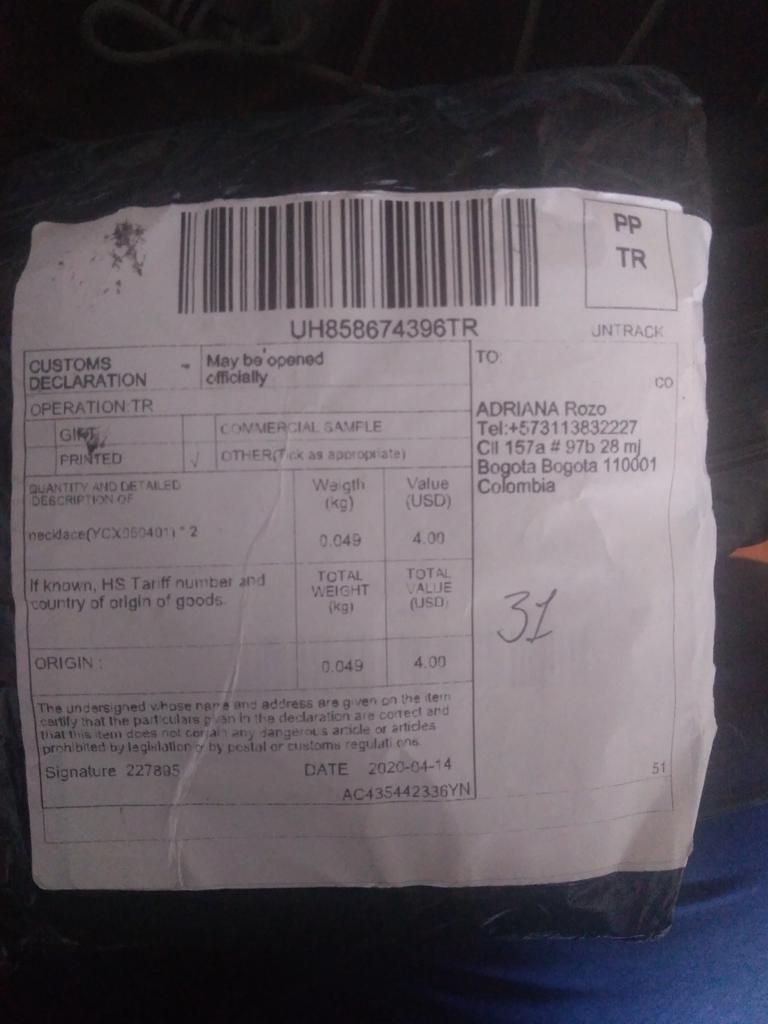 PP
TR
UH858674396TR
UNTRACK
CUSTOMS
DECLARATION
May be opened
officially
OPERATION:TR
GIFT
COMMERCIAL SAMPLE
PRINTED
√
OTHER(Tick as appropriate)
QUANTITY AND DETAILED
DESCRIPTION OF
Weigth
(kg)
Value
(USD)
necklace(YCX060401) * 2
0.049
4.00
If known, HS Tariff number and
country of origin of goods.
TOTAL
WEIGHT
(kg)
TOTAL
VALUE
(USD)
ORIGIN :
0.049
4.00
The undersigned whose name and address are given on the item
certify that the particulars given in the declaration are correct and
that this item does not contain any dangerous article or articles
prohibited by legislation or by postal or customs regulations.
Signature 227895
DATE 2020-04-14
AC435442336YN
TO:
CO
ADRIANA Rozo
Tel:+573113832227
Cll 157a # 97b 28 mj
Bogota Bogota 110001
Colombia
31
51